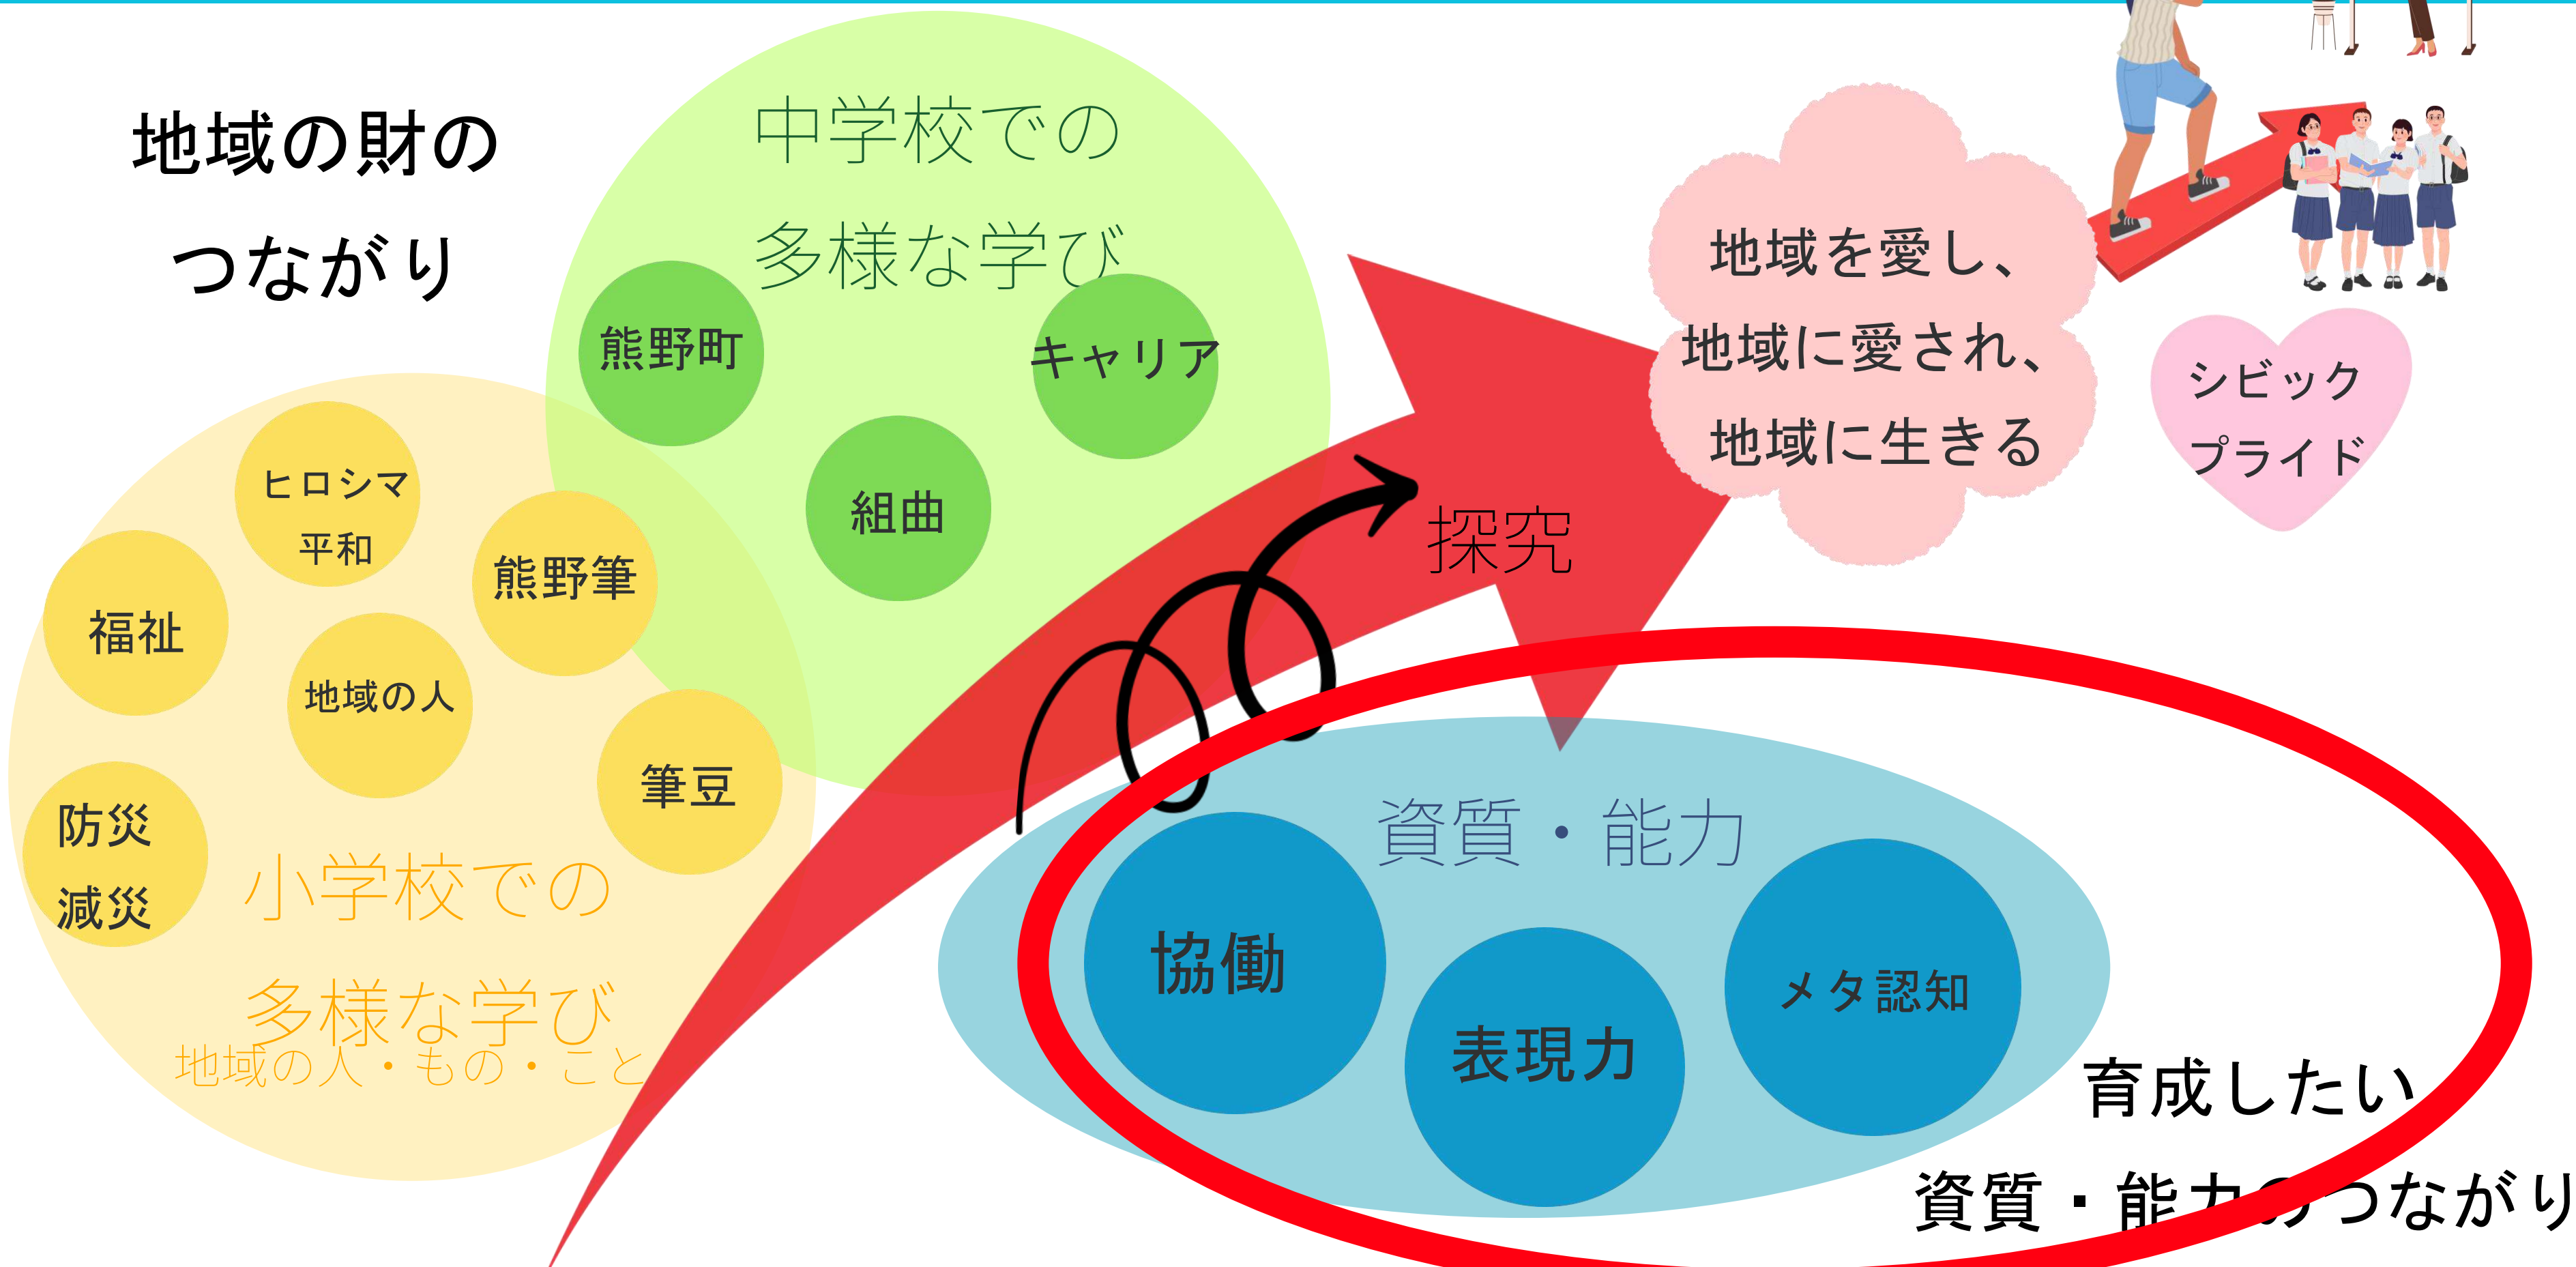 地域の財の
つながり
中学校での
多様な学び
熊野町
キャリア
組曲
ヒロシマ
平和
熊野筆
福祉
地域の人
筆豆
防災
減災
小学校での
多様な学び
地域の人・もの・こと
探究
地域を愛し、
地域に愛され、
地域に生きる
シビック
プライド
資質・能力
協働
表現力
メタ認知
育成したい
資質・能力のつながり